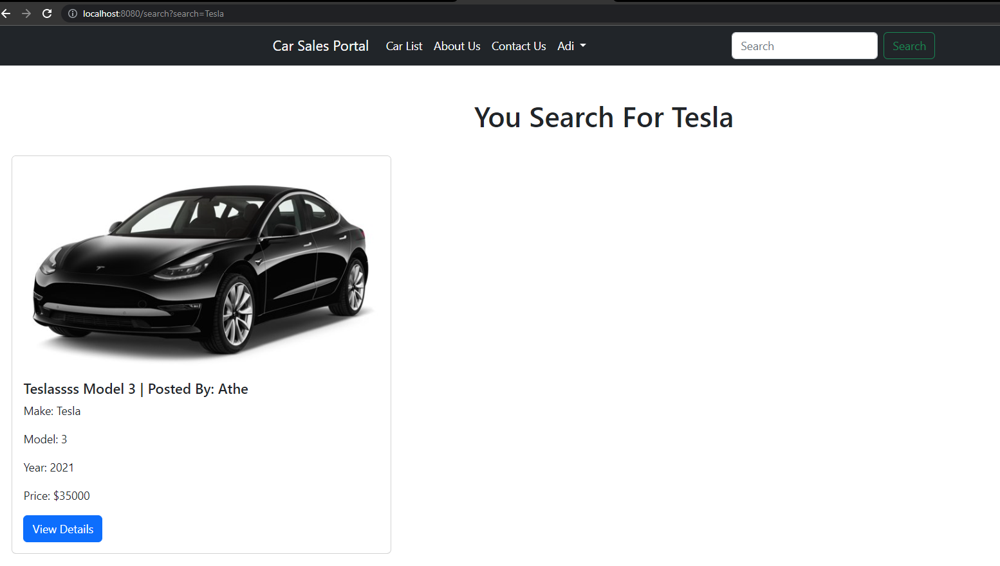 localhost:8080/search?search=Tesla
Car Sales Portal Car List About Us Contact Us Adi Search Search
You Search For Tesla
Teslassss Model 3 | Posted By: Athe
Make: Tesla
Model: 3
Year: 2021
Price: $35000
View Details